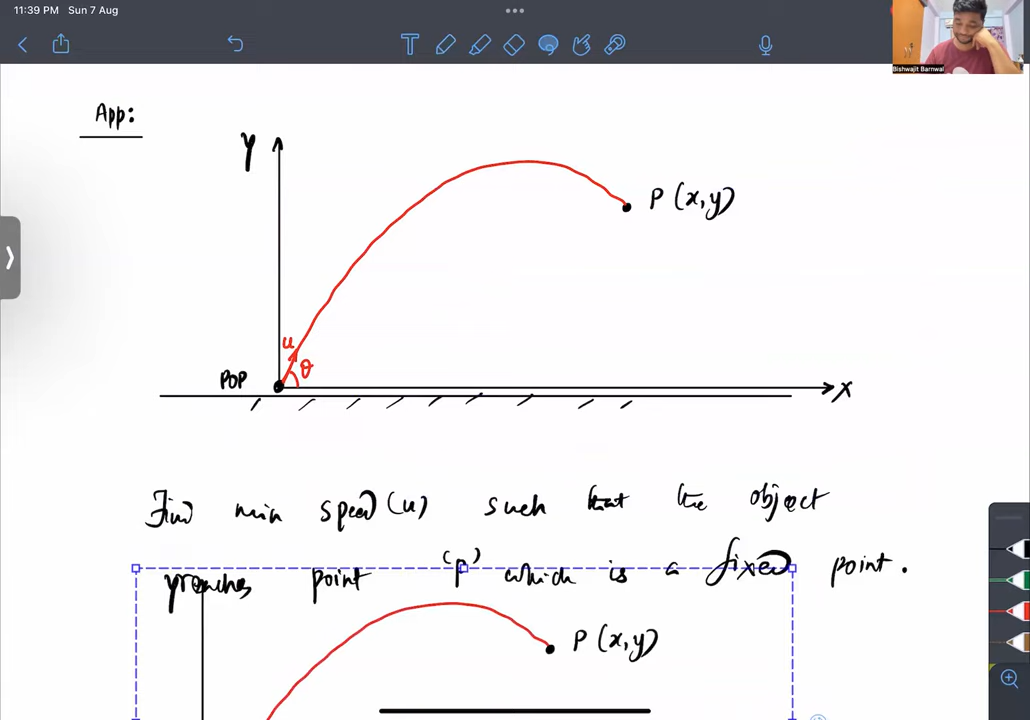 11:39 PM Sun 7 Aug
T
Bishwajit Barnwal
App:
Y
P (x,y)
u
θ
POP
X
Find min speed (u) such that the object
reaches point 'P' which is a fixed point.
P (x,y)